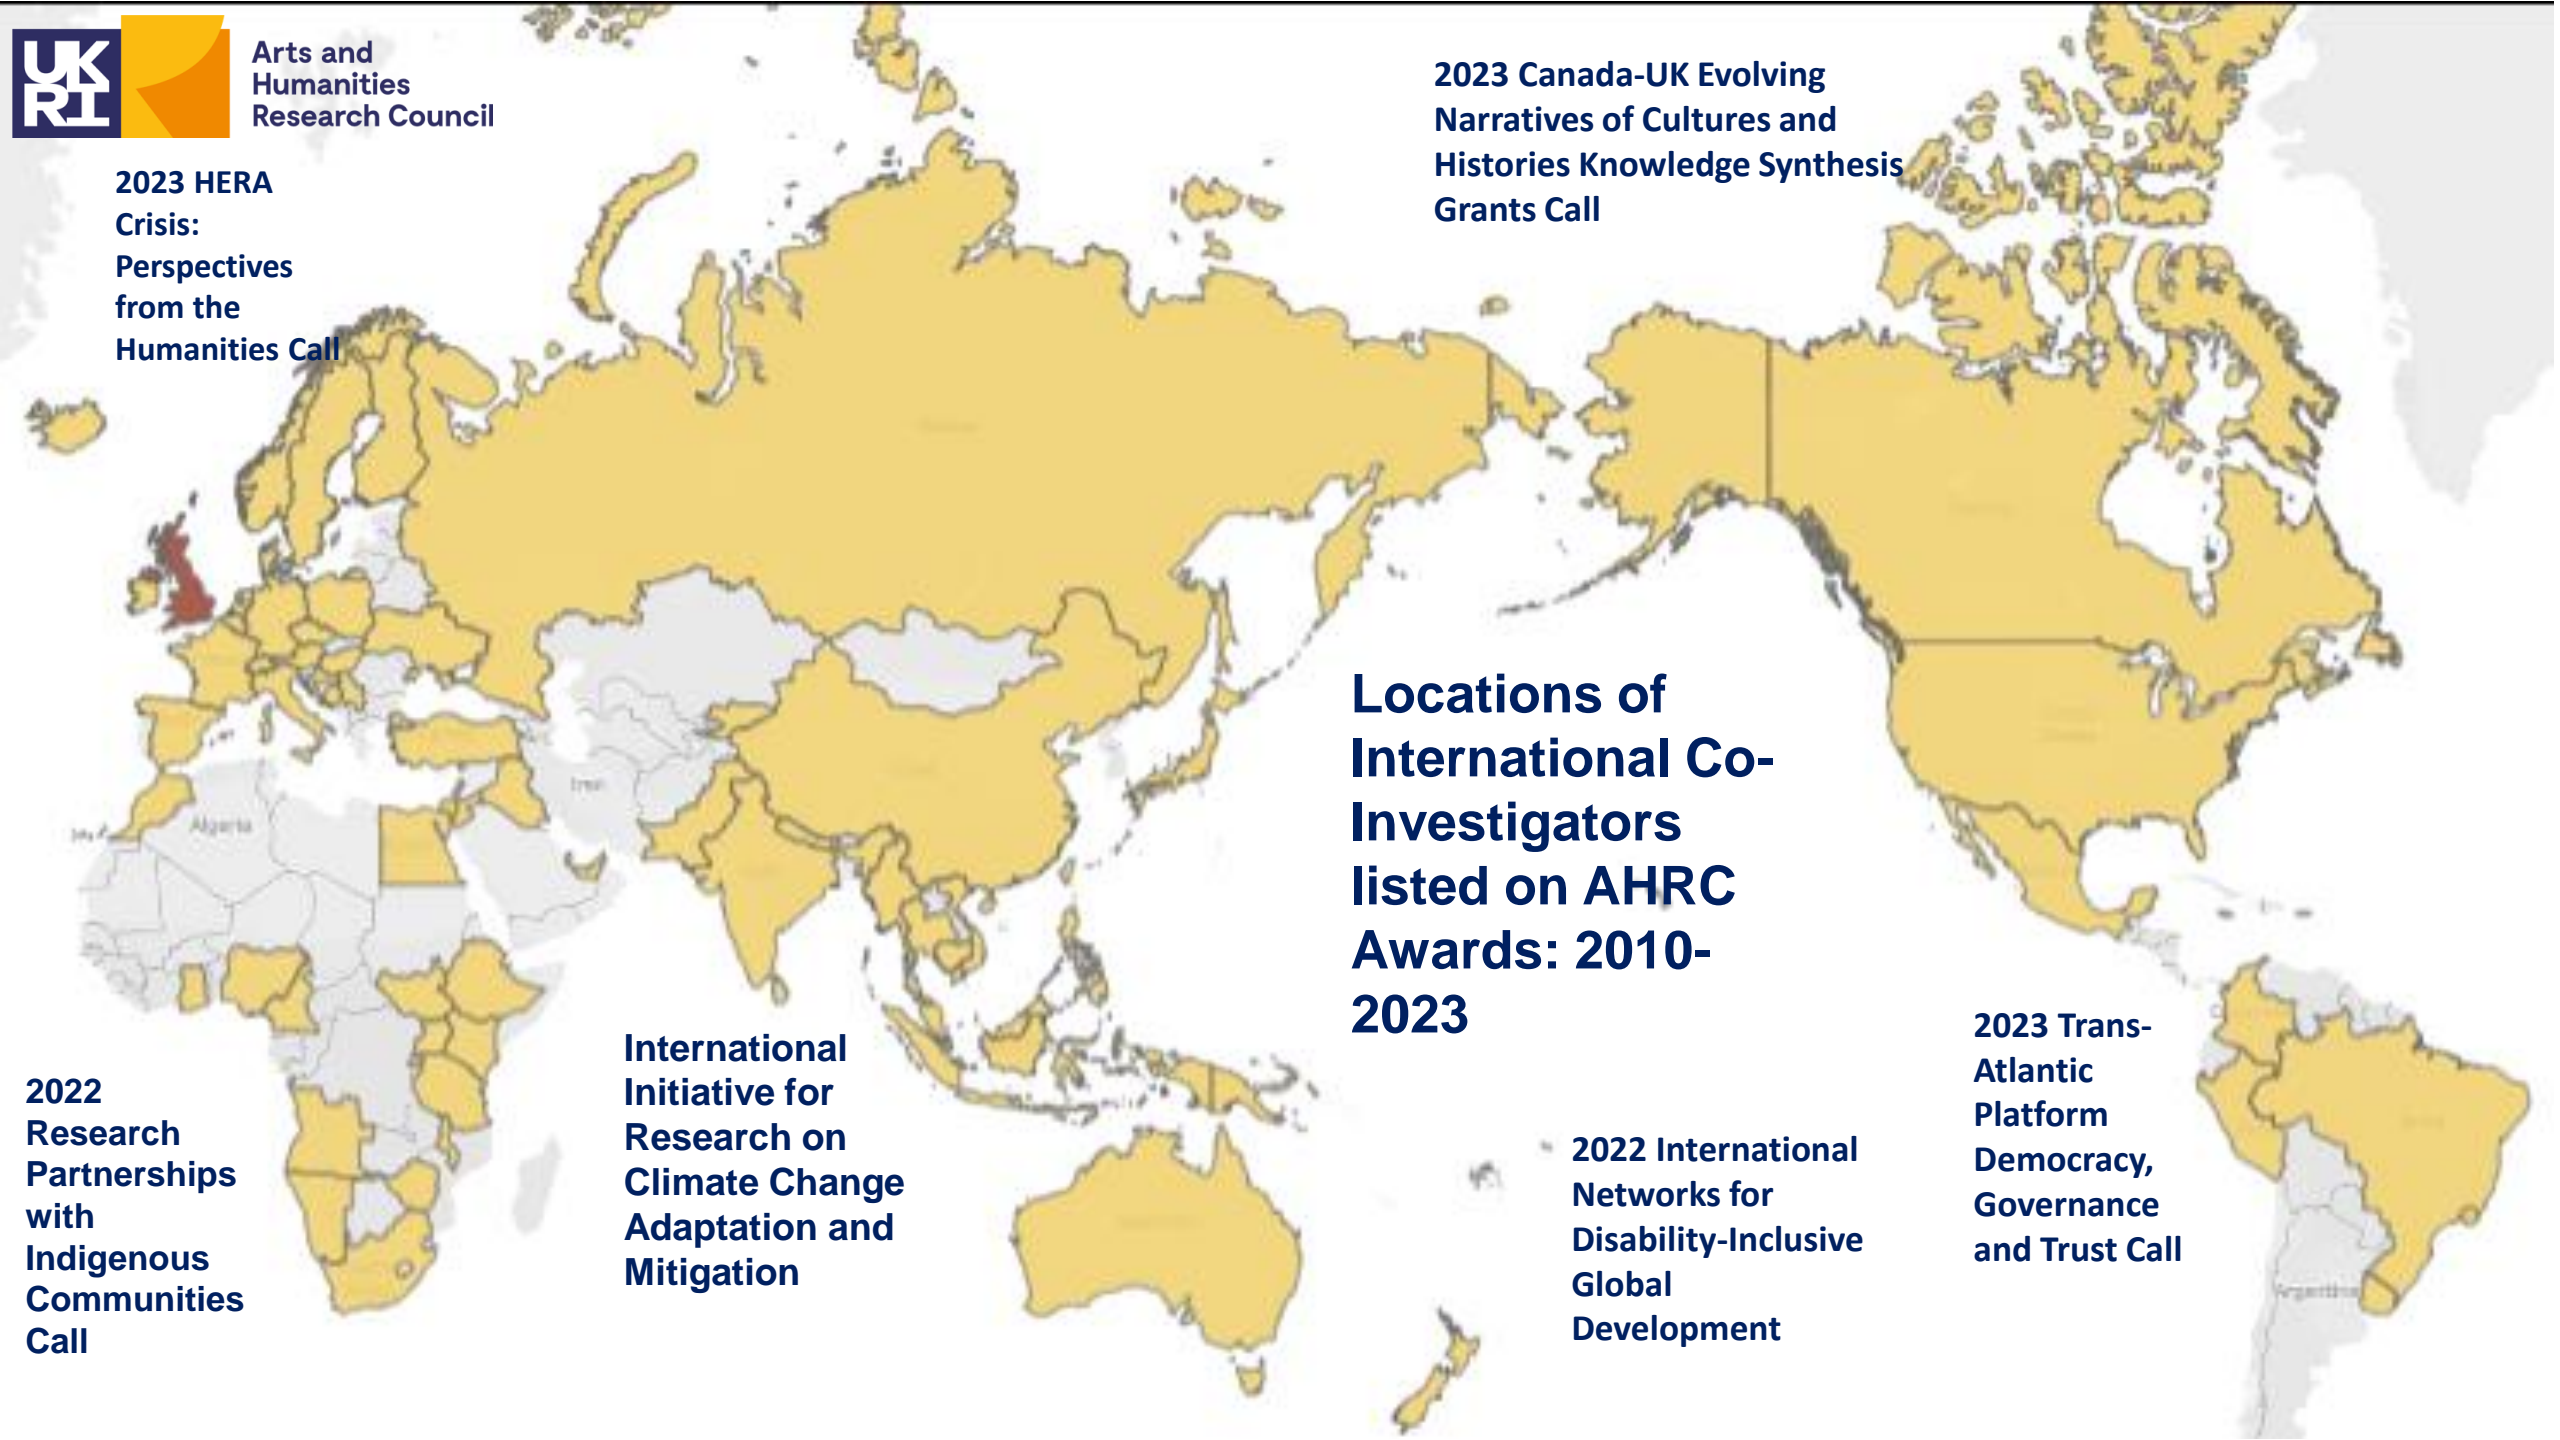 UK
RI
Arts and
Humanities
Research Council
2023 HERA
Crisis:
Perspectives
from the
Humanities Call
2023 Canada-UK Evolving
Narratives of Cultures and
Histories Knowledge Synthesis
Grants Call
Locations of
International Co-
Investigators
listed on AHRC
Awards: 2010-
2023
Iran
Algeria
2022
Research
Partnerships
with
Indigenous
Communities
Call
International
Initiative for
Research on
Climate Change
Adaptation and
Mitigation
2022 International
Networks for
Disability-Inclusive
Global
Development
2023 Trans-
Atlantic
Platform
Democracy,
Governance
and Trust Call
Argentina